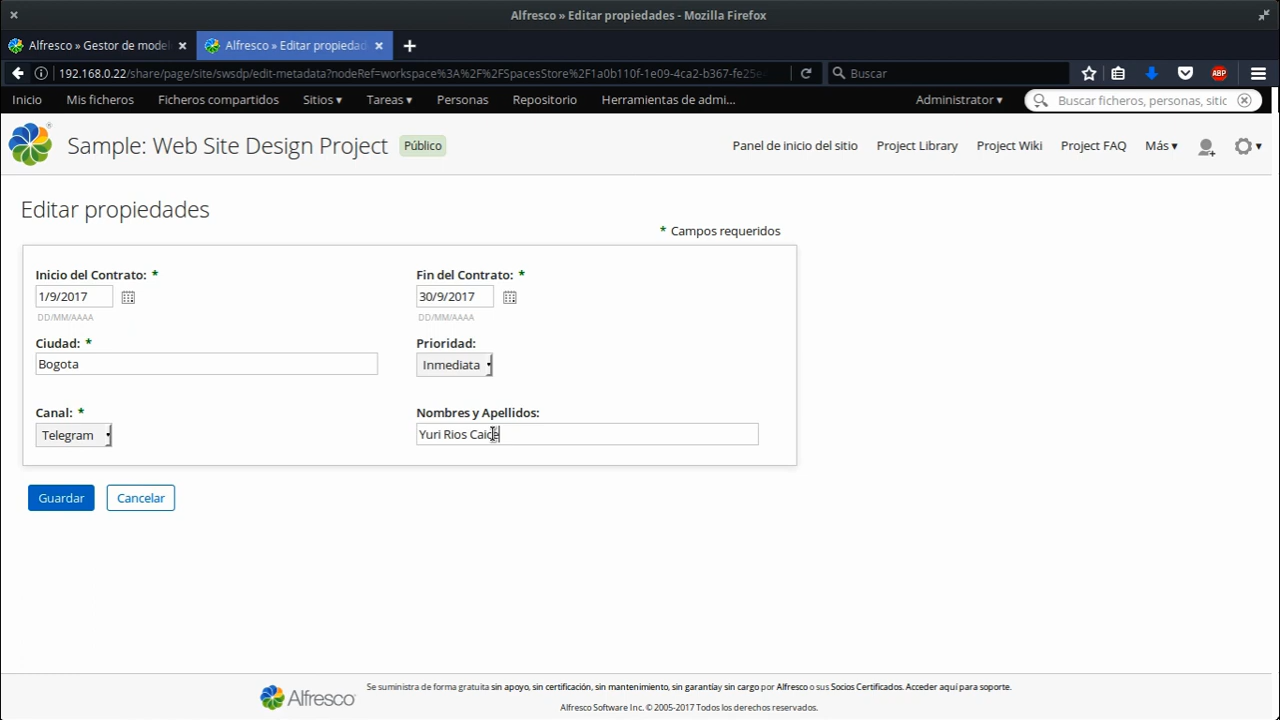 Alfresco » Editar propiedades - Mozilla Firefox
Alfresco » Gestor de mode
Alfresco » Editar propiedad
192.168.0.22/share/page/site/swsdp/edit-metadata?nodeRef=workspace%3A%2F%2FSpacesStore%2F1a0b110f-1e09-4ca2-b367-fe25e
Buscar
ABP
Inicio Mis ficheros Ficheros compartidos Sitios Tareas Personas Repositorio Herramientas de admi... Administrator Buscar ficheros, personas, sitic
Sample: Web Site Design Project Público Panel de inicio del sitio Project Library Project Wiki Project FAQ Más
Editar propiedades
* Campos requeridos
Inicio del Contrato: * Fin del Contrato: *
1/9/2017 30/9/2017
DD/MM/AAAA DD/MM/AAAA
Ciudad: * Prioridad:
Bogota Inmediata
Canal: * Nombres y Apellidos:
Telegram Yuri Rios Caice
Guardar Cancelar
Alfresco
Se suministra de forma gratuita sin apoyo, sin certificación, sin mantenimiento, sin garantía y sin cargo por Alfresco o sus Socios Certificados. Acceder aquí para soporte.
Alfresco Software Inc. © 2005-2017 Todos los derechos reservados.